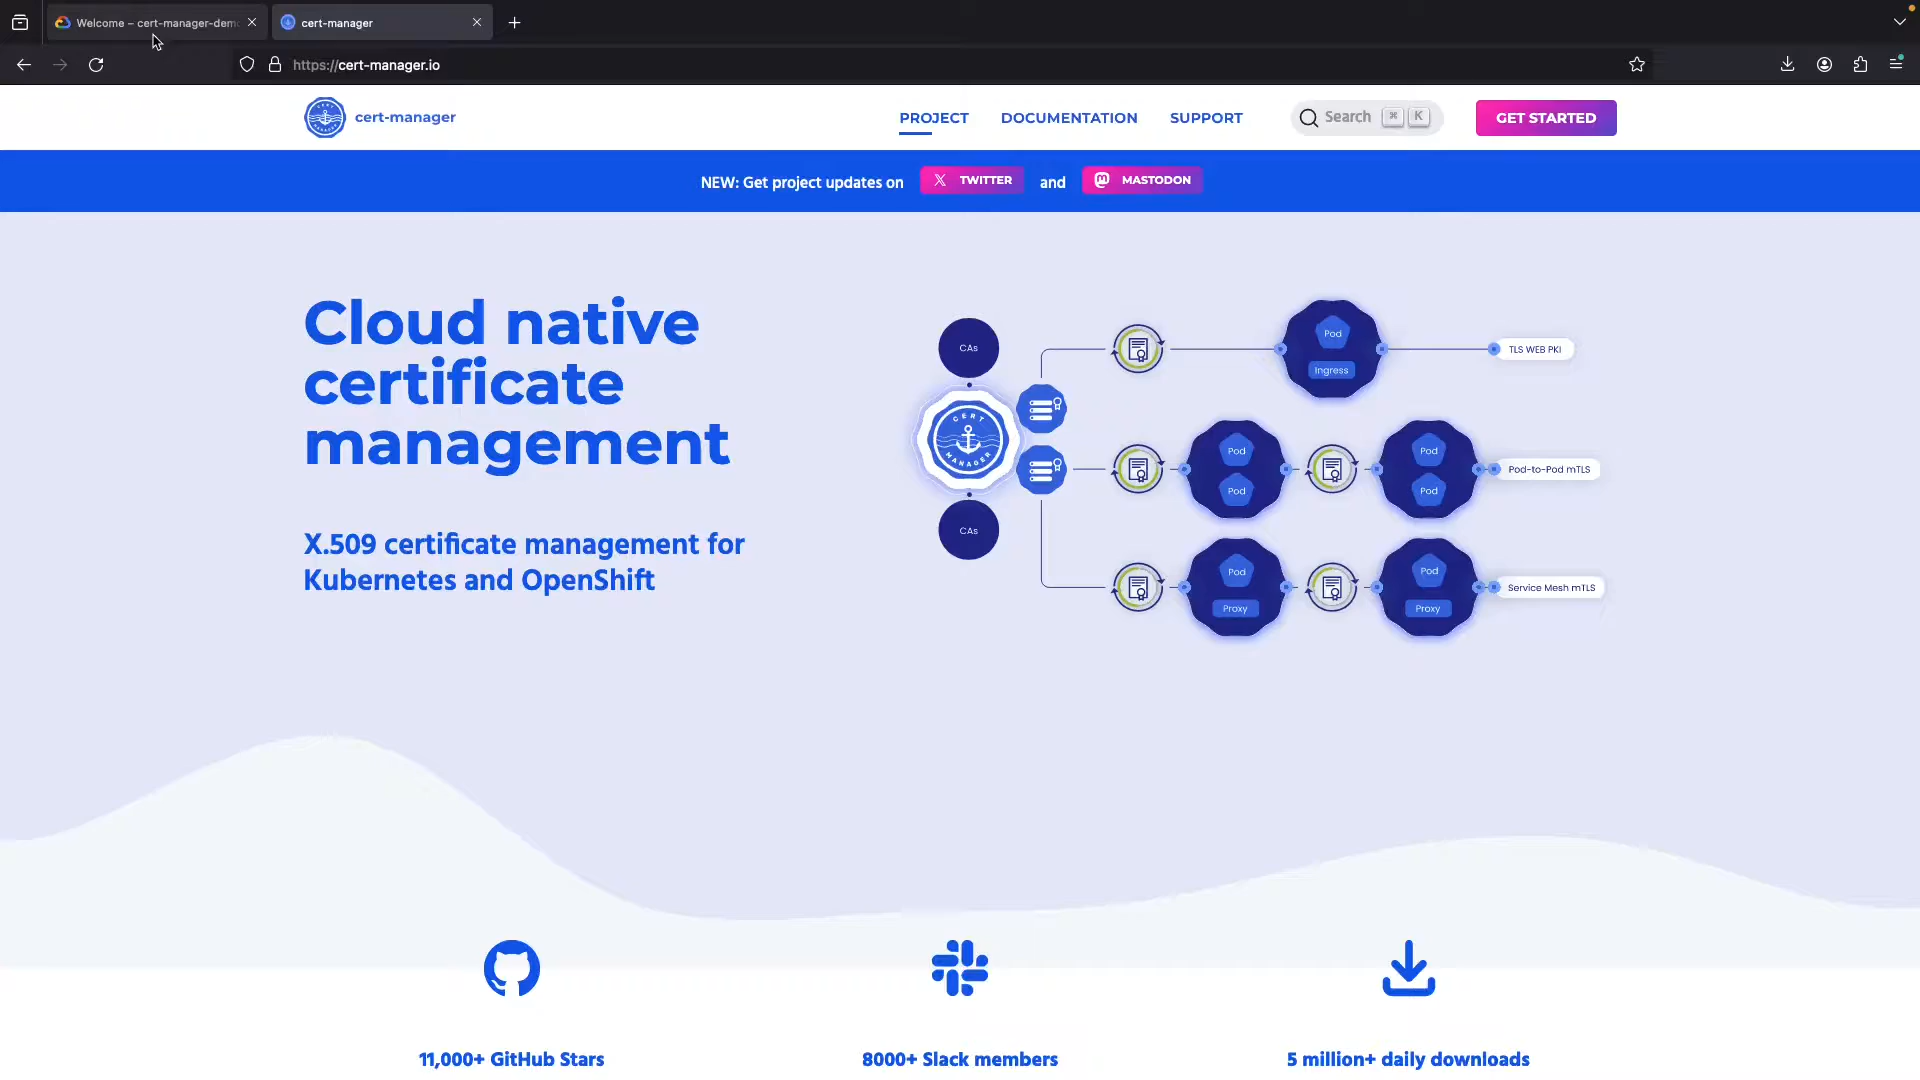 Welcome – cert-manager-dem
cert-manager
https://cert-manager.io
cert-manager
PROJECT
DOCUMENTATION
SUPPORT
Search
⌘
K
GET STARTED
NEW: Get project updates on
TWITTER
and
MASTODON
Cloud native
certificate
management
X.509 certificate management for
Kubernetes and OpenShift
CAs
CERT
MANAGER
CAs
Pod
Ingress
TLS WEB PKI
Pod
Pod
Pod
Pod
Pod-to-Pod mTLS
Pod
Proxy
Pod
Proxy
Service Mesh mTLS
11,000+ GitHub Stars
8000+ Slack members
5 million+ daily downloads